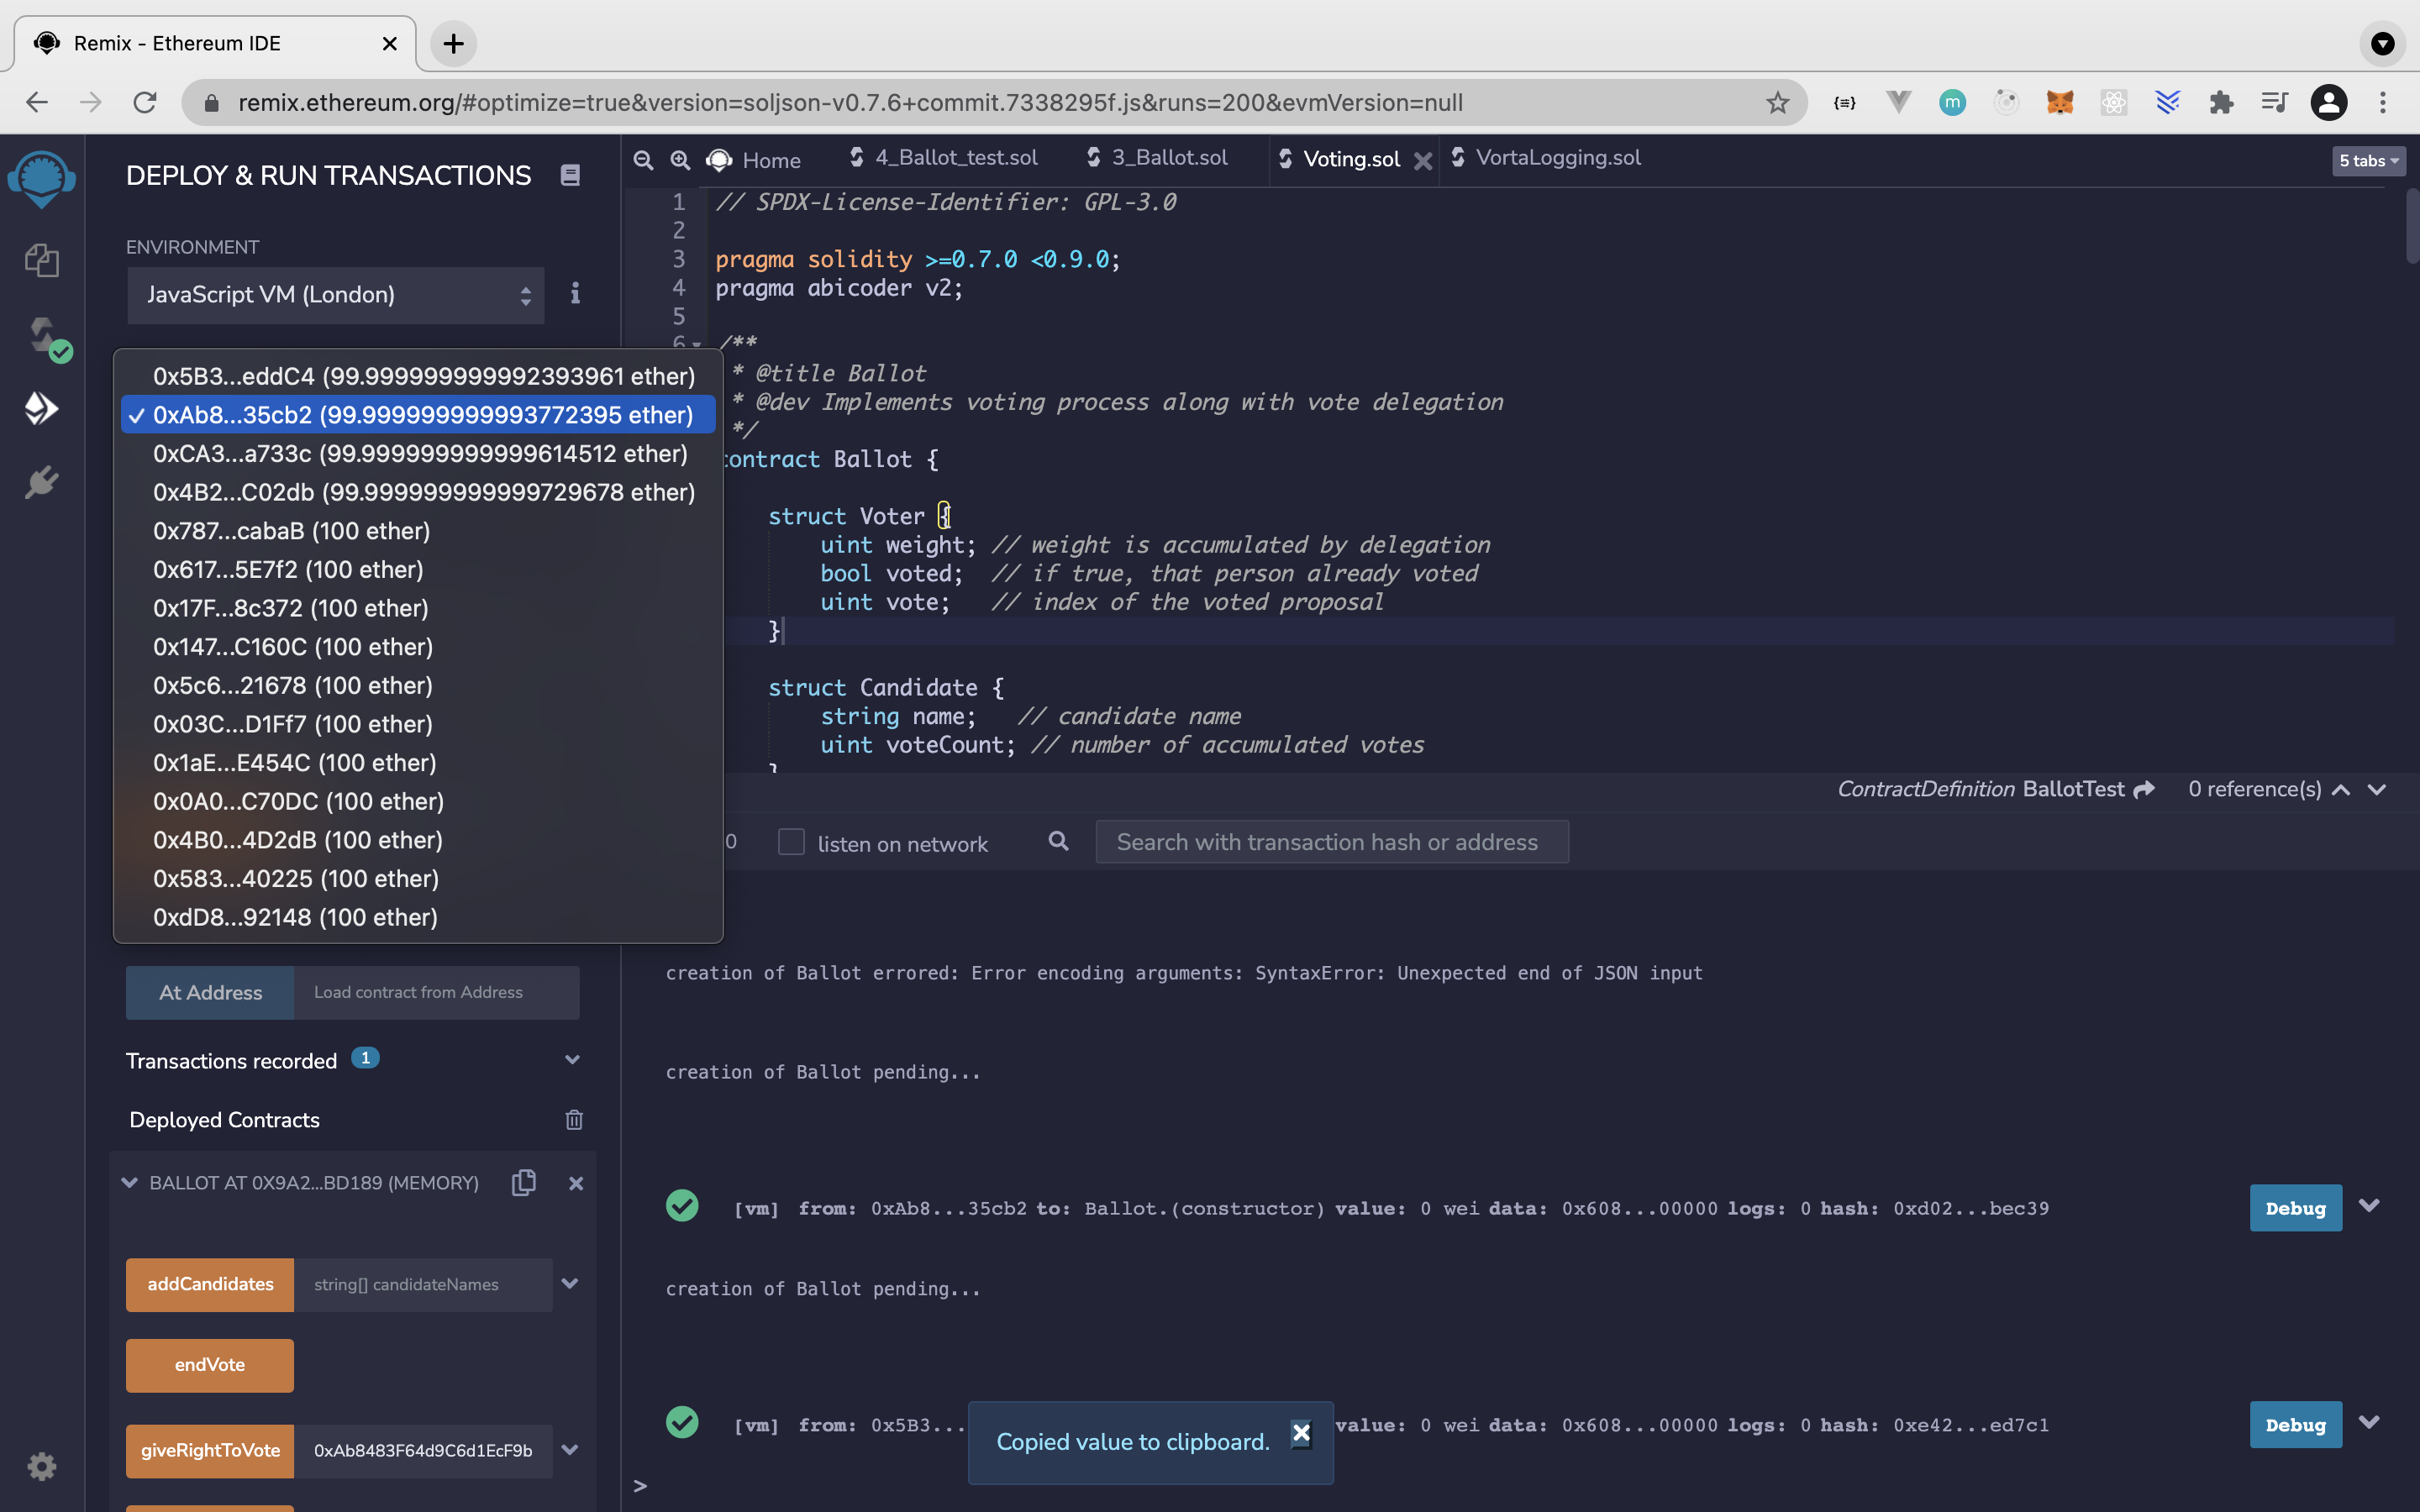 Remix - Ethereum IDE
remix.ethereum.org/#optimize=true&version=soljson-v0.7.6+commit.7338295f.js&runs=200&evmVersion=null
{≡}
m
DEPLOY & RUN TRANSACTIONS
ENVIRONMENT
JavaScript VM (London)
i
0x5B3...eddC4 (99.999999999992393961 ether)
✓ 0xAb8...35cb2 (99.999999999993772395 ether)
0xCA3...a733c (99.999999999999614512 ether)
0x4B2...C02db (99.999999999999729678 ether)
0x787...cabaB (100 ether)
0x617...5E7f2 (100 ether)
0x17F...8c372 (100 ether)
0x147...C160C (100 ether)
0x5c6...21678 (100 ether)
0x03C...D1Ff7 (100 ether)
0x1aE...E454C (100 ether)
0x0A0...C70DC (100 ether)
0x4B0...4D2dB (100 ether)
0x583...40225 (100 ether)
0xdD8...92148 (100 ether)
At Address Load contract from Address
Transactions recorded 1
Deployed Contracts
BALLOT AT 0X9A2...BD189 (MEMORY)
addCandidates string[] candidateNames
endVote
giveRightToVote 0xAb8483F64d9C6d1EcF9b
Home 4_Ballot_test.sol 3_Ballot.sol Voting.sol VortaLogging.sol 5 tabs
1 // SPDX-License-Identifier: GPL-3.0
2
3 pragma solidity >=0.7.0 <0.9.0;
4 pragma abicoder v2;
5
6 /**
* @title Ballot
* @dev Implements voting process along with vote delegation
*/
contract Ballot {
struct Voter {
uint weight; // weight is accumulated by delegation
bool voted; // if true, that person already voted
uint vote; // index of the voted proposal
}
struct Candidate {
string name; // candidate name
uint voteCount; // number of accumulated votes
}
ContractDefinition BallotTest 0 reference(s)
0 listen on network Search with transaction hash or address
creation of Ballot errored: Error encoding arguments: SyntaxError: Unexpected end of JSON input
creation of Ballot pending...
[vm] from: 0xAb8...35cb2 to: Ballot.(constructor) value: 0 wei data: 0x608...00000 logs: 0 hash: 0xd02...bec39 Debug
creation of Ballot pending...
[vm] from: 0x5B3... value: 0 wei data: 0x608...00000 logs: 0 hash: 0xe42...ed7c1 Debug
Copied value to clipboard.
>